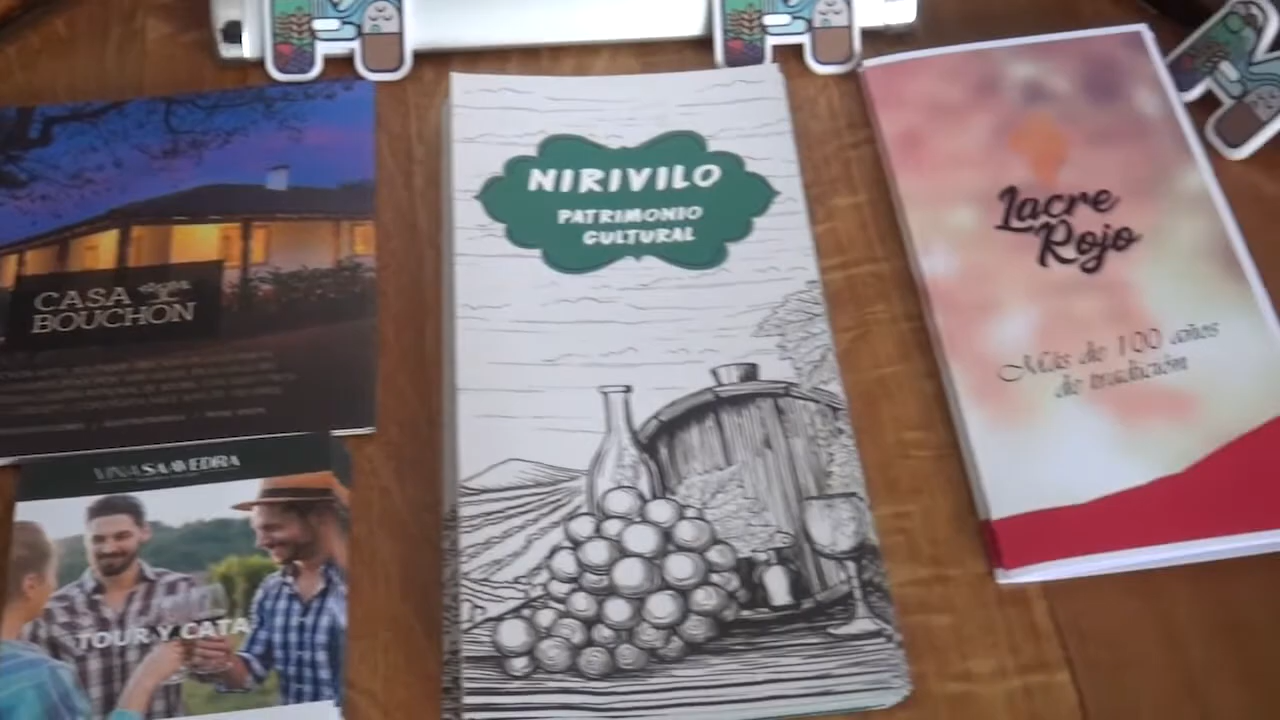 NIRIVILO
PATRIMONIO
CULTURAL
Lacre
Rojo
Más de 100 años
de tradición
CASA
BOUCHON
VIÑA SAAVEDRA
TOUR Y CATA